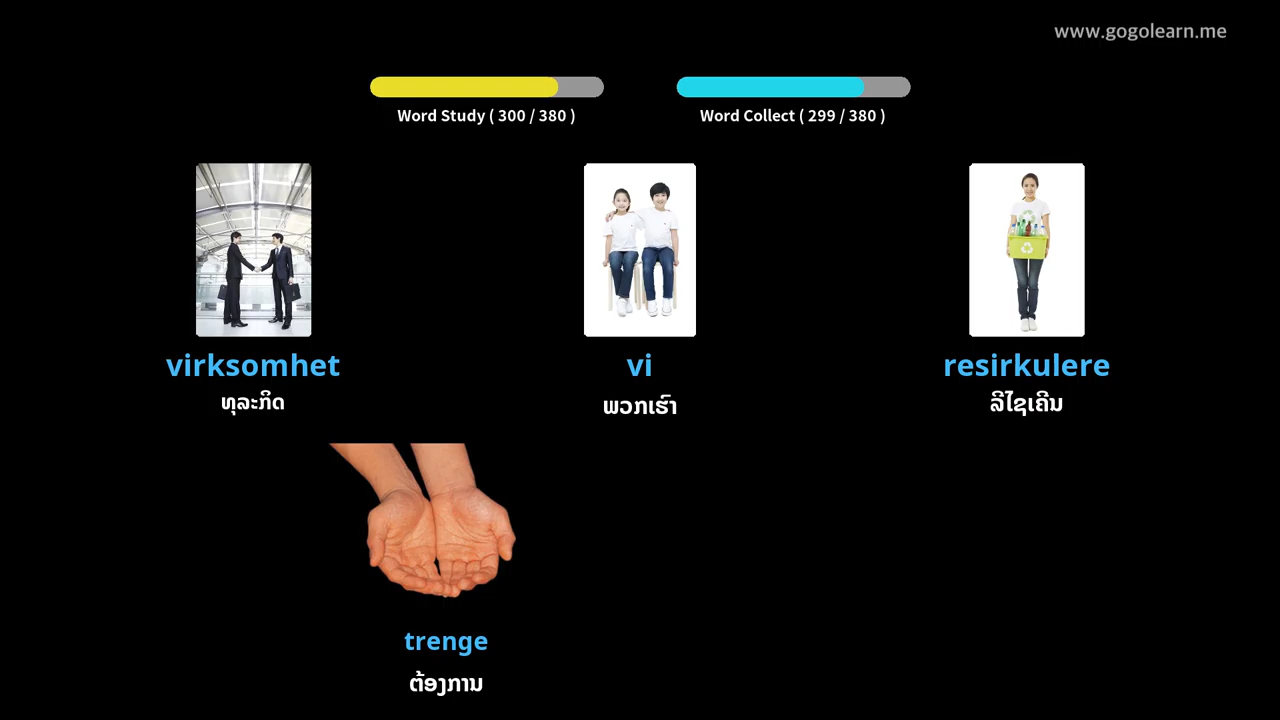 www.gogolearn.me
Word Study ( 300 / 380 )
Word Collect ( 299 / 380 )
virksomhet
ທຸລະກິດ
vi
ພວກເຮົາ
resirkulere
ລີໄຊເຄີນ
trenge
ຕ້ອງການ